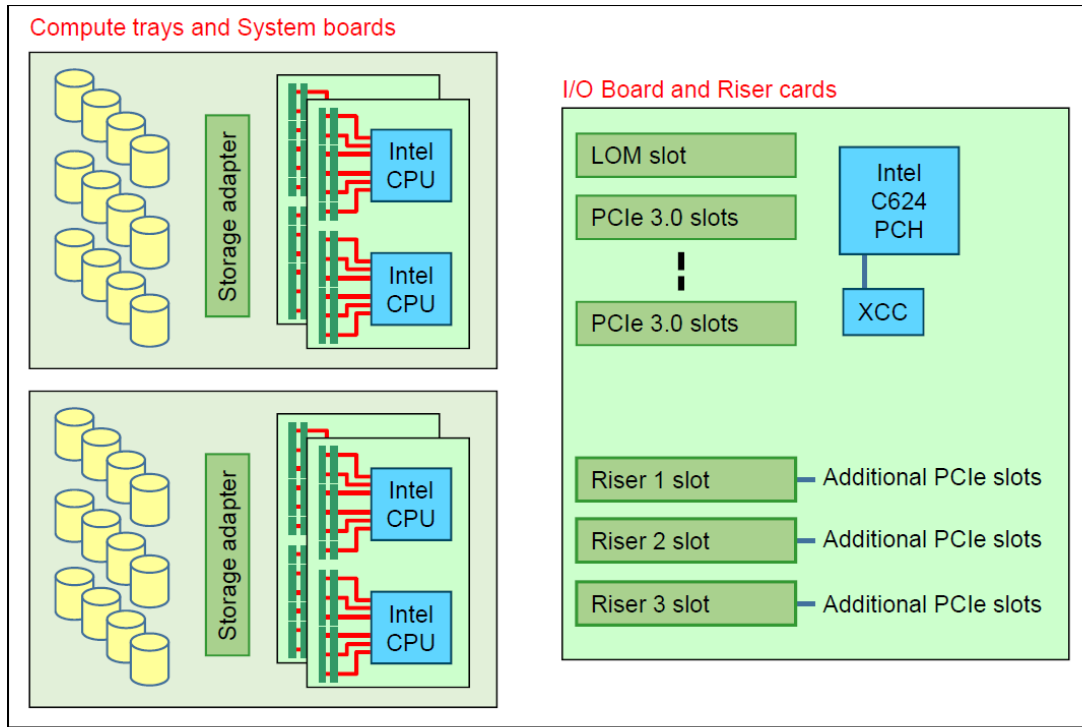 Compute trays and System boards
Storage adapter
Intel
CPU
Intel
CPU
Storage adapter
Intel
CPU
Intel
CPU
I/O Board and Riser cards
LOM slot
PCIe 3.0 slots
PCIe 3.0 slots
Intel
C624
PCH
XCC
Riser 1 slot
Additional PCIe slots
Riser 2 slot
Additional PCIe slots
Riser 3 slot
Additional PCIe slots